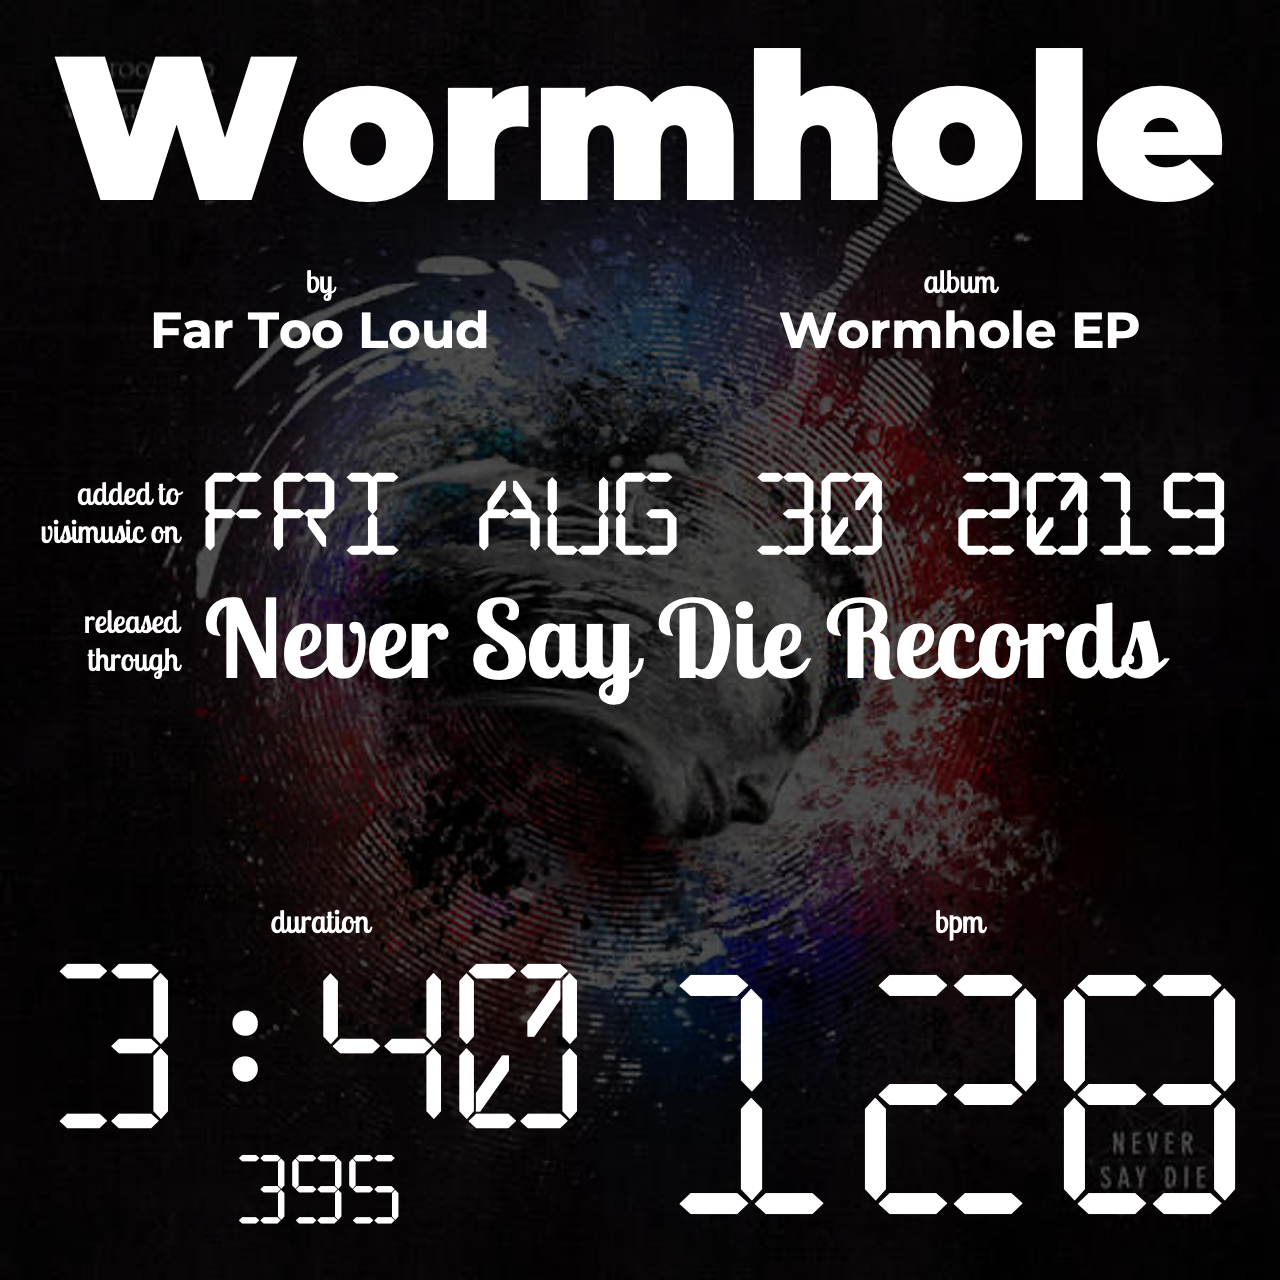 Wormhole
by
Far Too Loud
album
Wormhole EP
added to
visimusic on
FRI AUG 30 2019
released
through
Never Say Die Records
duration
3:40
395
bpm
128
NEVER
SAY DIE